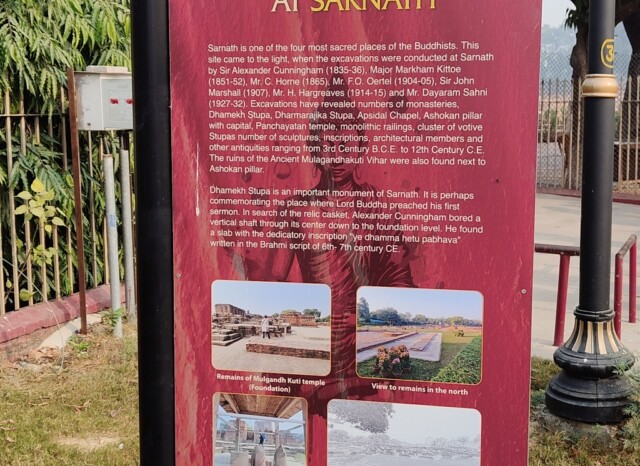 AT SARNATH
Sarnath is one of the four most sacred places of the Buddhists. This
site came to the light, when the excavations were conducted at Sarnath
by Sir Alexander Cunningham (1835-36), Major Markham Kittoe
(1851-52), Mr. C. Horne (1865), Mr. F.O. Oertel (1904-05), Sir John
Marshall (1907), Mr. H. Hargreaves (1914-15) and Mr. Dayaram Sahni
(1927-32). Excavations have revealed numbers of monasteries,
Dhamekh Stupa, Dharmarajika Stupa, Apsidal Chapel, Ashokan pillar
with capital, Panchayatan temple, monolithic railings, cluster of votive
Stupas number of sculptures, inscriptions, architectural members and
other antiquities ranging from 3rd Century B.C.E. to 12th Century C.E.
The ruins of the Ancient Mulagandhakuti Vihar were also found next to
Ashokan pillar.
Dhamekh Stupa is an important monument of Sarnath. It is perhaps
commemorating the place where Lord Buddha preached his first
sermon. In search of the relic casket, Alexander Cunningham bored a
vertical shaft through its center down to the foundation level. He found
a slab with the dedicatory inscription "ye dhamma hetu pabhava"
written in the Brahmi script of 6th- 7th century CE.
Remains of Mulgandh Kuti temple
(Foundation)
View to remains in the north